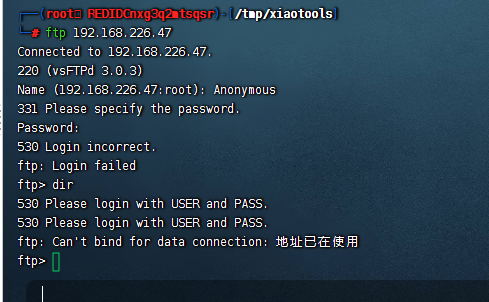 (root㉿REDIDCnxg3q2mtsqsr)-[/tmp/xiaotools]
# ftp 192.168.226.47
Connected to 192.168.226.47.
220 (vsFTPd 3.0.3)
Name (192.168.226.47:root): Anonymous
331 Please specify the password.
Password:
530 Login incorrect.
ftp: Login failed
ftp> dir
530 Please login with USER and PASS.
530 Please login with USER and PASS.
ftp: Can't bind for data connection: 地址已在使用
ftp>